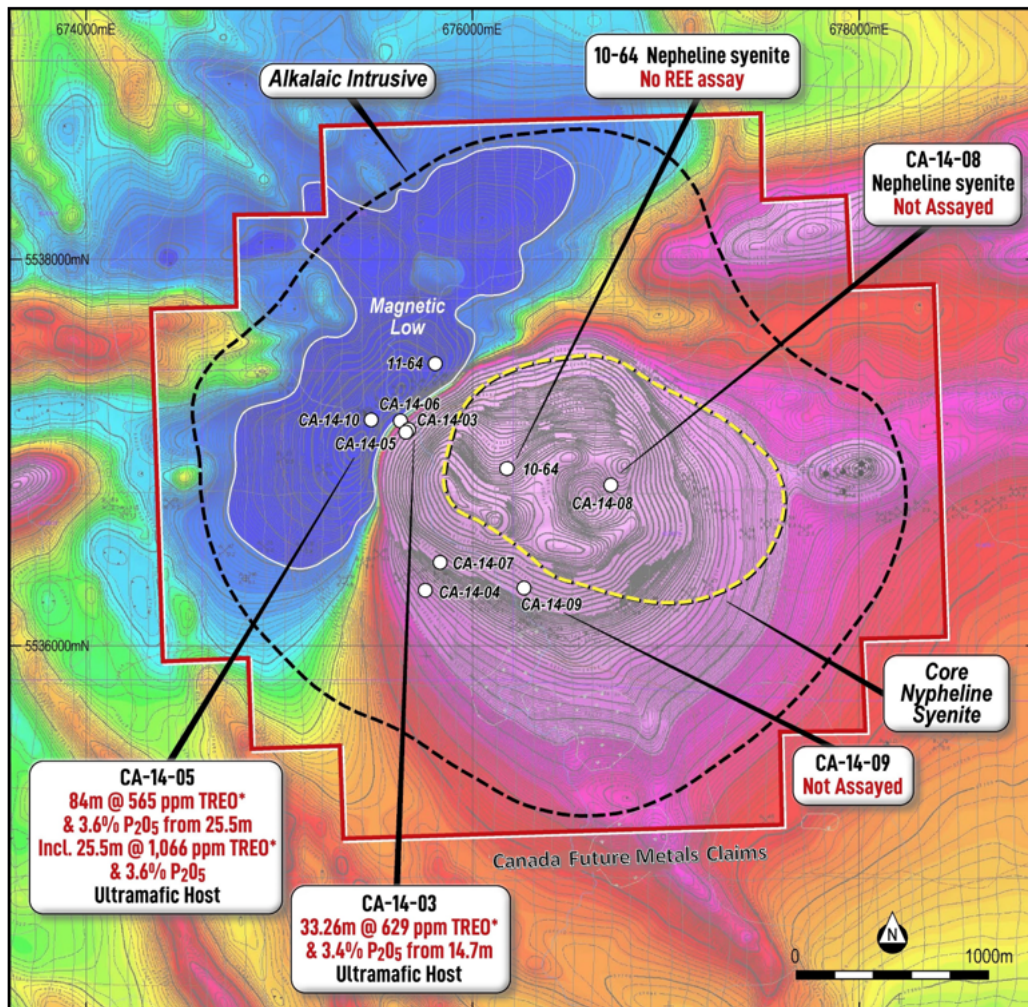 674000mE
676000mE
678000mE
Alkalaic Intrusive
10-64 Nepheline syenite
No REE assay
CA-14-08
Nepheline syenite
Not Assayed
5538000mN
Magnetic
Low
11-64
CA-14-06
CA-14-10
CA-14-03
CA-14-05
10-64
CA-14-08
CA-14-07
CA-14-04
CA-14-09
5536000mN
Core
Nypheline
Syenite
CA-14-05
84m @ 565 ppm TREO*
& 3.6% P₂O₅ from 25.5m
Incl. 25.5m @ 1,066 ppm TREO*
& 3.6% P₂O₅
Ultramafic Host
CA-14-09
Not Assayed
Canada Future Metals Claims
CA-14-03
33.26m @ 629 ppm TREO*
& 3.4% P₂O₅ from 14.7m
Ultramafic Host
N
0
1000m